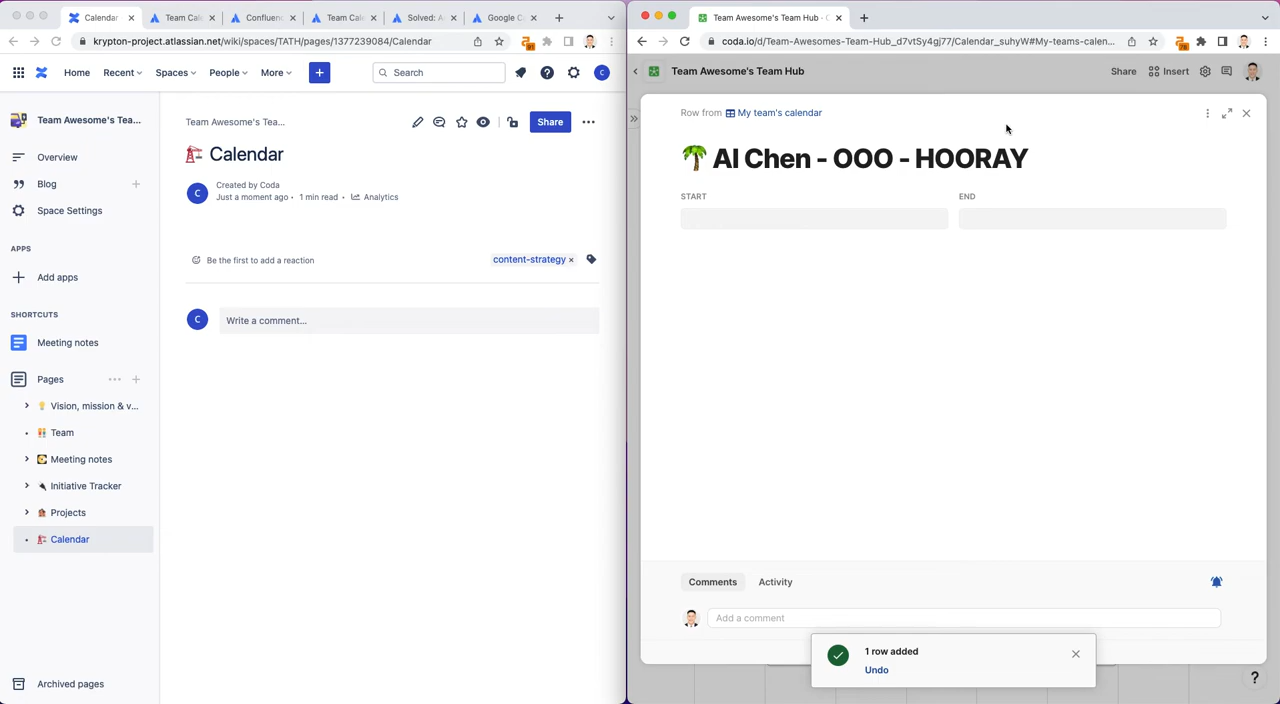 Calendar
Team Cal
Confluenc
Team Cal
Solved: A
Google C
krypton-project.atlassian.net/wiki/spaces/TATH/pages/1377239084/Calendar
Home
Recent
Spaces
People
More
Search
C
Team Awesome's Tea...
Overview
Blog
Space Settings
APPS
Add apps
SHORTCUTS
Meeting notes
Pages
Vision, mission & v...
Team
Meeting notes
Initiative Tracker
Projects
Calendar
Archived pages
Team Awesome's Tea...
Share
Calendar
C
Created by Coda
Just a moment ago • 1 min read • Analytics
Be the first to add a reaction
content-strategy ×
C
Write a comment...
Team Awesome's Team Hub - C
coda.io/d/Team-Awesomes-Team-Hub_d7vtSy4gj77/Calendar_suhyW#My-teams-calen...
Team Awesome's Team Hub
Share
Insert
Row from My team's calendar
🌴 Al Chen - OOO - HOORAY
START
END
Comments
Activity
Add a comment
1 row added
Undo
?